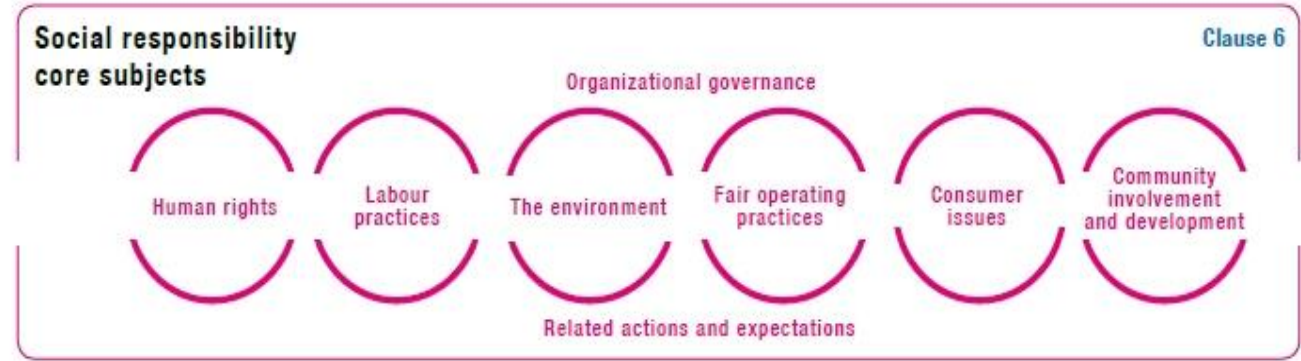 Social responsibility
core subjects
Clause 6
Organizational governance
Human rights
Labour
practices
The environment
Fair operating
practices
Consumer
issues
Community
involvement
and development
Related actions and expectations